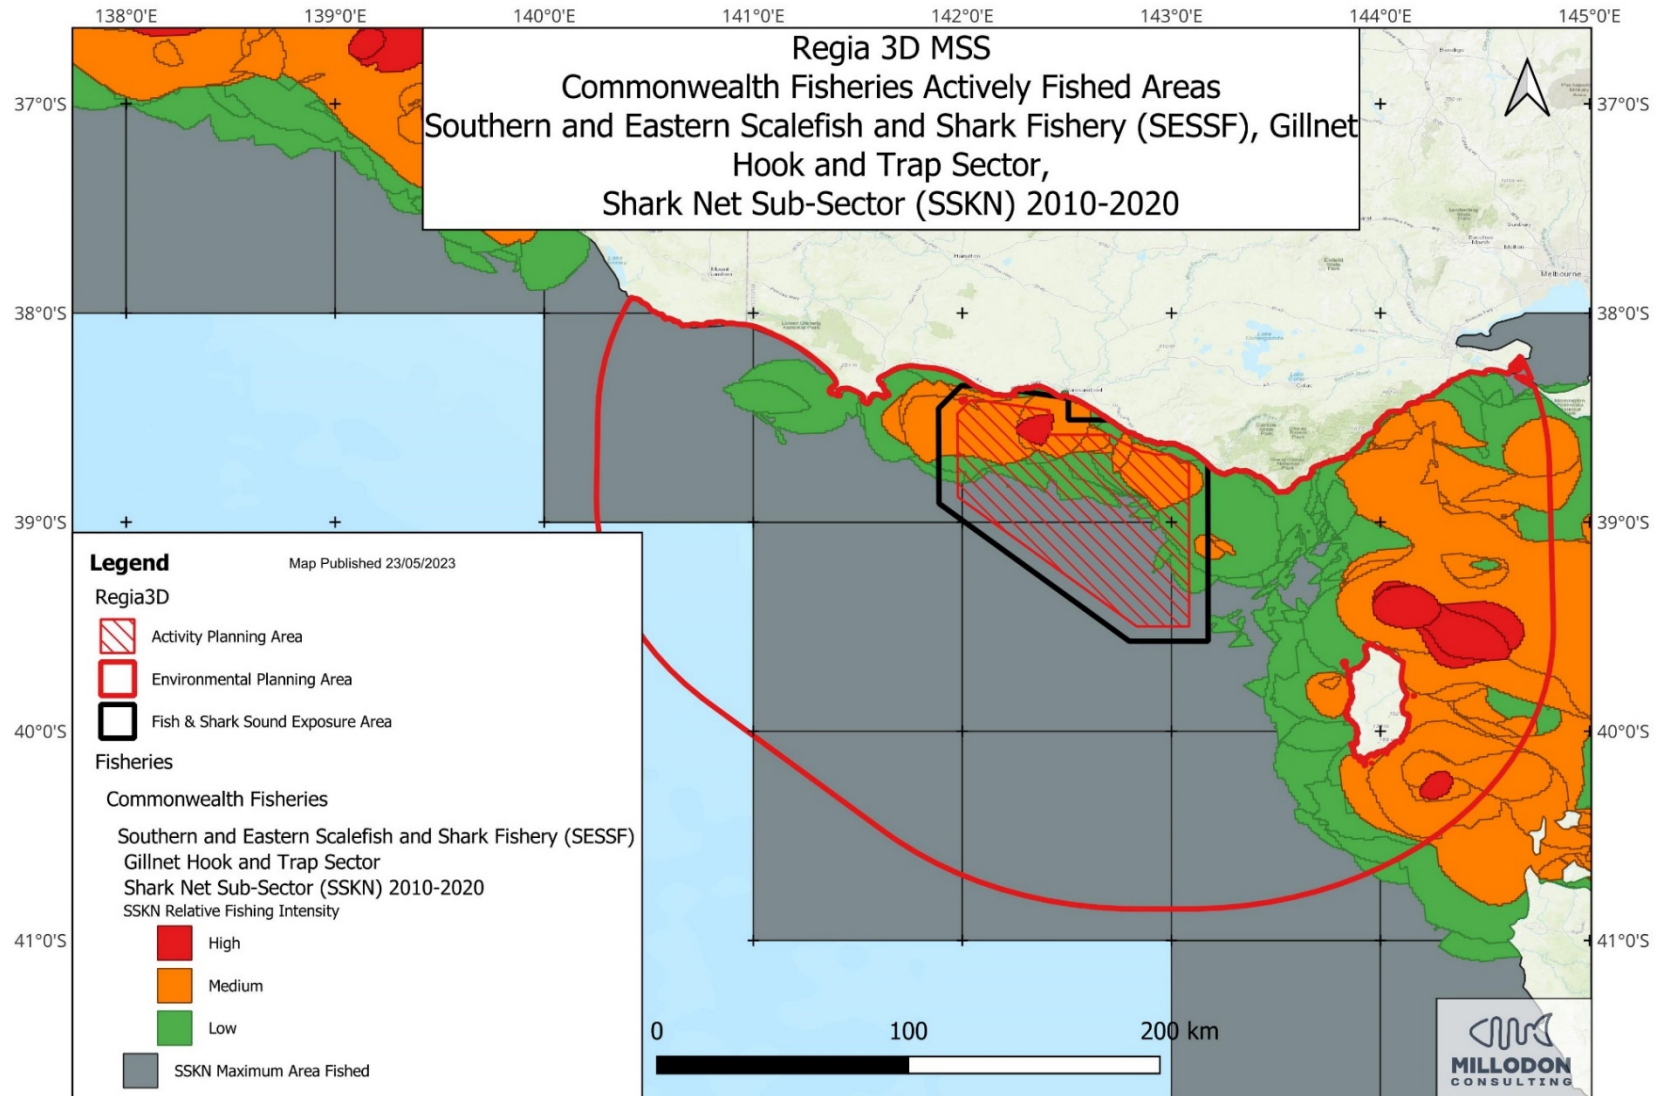 138°0'E 139°0'E 140°0'E 141°0'E 142°0'E 143°0'E 144°0'E 145°0'E
Regia 3D MSS
Commonwealth Fisheries Actively Fished Areas
Southern and Eastern Scalefish and Shark Fishery (SESSF), Gillnet
Hook and Trap Sector,
Shark Net Sub-Sector (SSKN) 2010-2020
37°0'S 37°0'S
Hamilton
Melbourne
38°0'S 38°0'S
39°0'S 39°0'S
40°0'S 40°0'S
41°0'S 41°0'S
Legend
Map Published 23/05/2023
Regia3D
Activity Planning Area
Environmental Planning Area
Fish & Shark Sound Exposure Area
Fisheries
Commonwealth Fisheries
Southern and Eastern Scalefish and Shark Fishery (SESSF)
Gillnet Hook and Trap Sector
Shark Net Sub-Sector (SSKN) 2010-2020
SSKN Relative Fishing Intensity
High
Medium
Low
SSKN Maximum Area Fished
0 100 200 km
MILLODON
CONSULTING